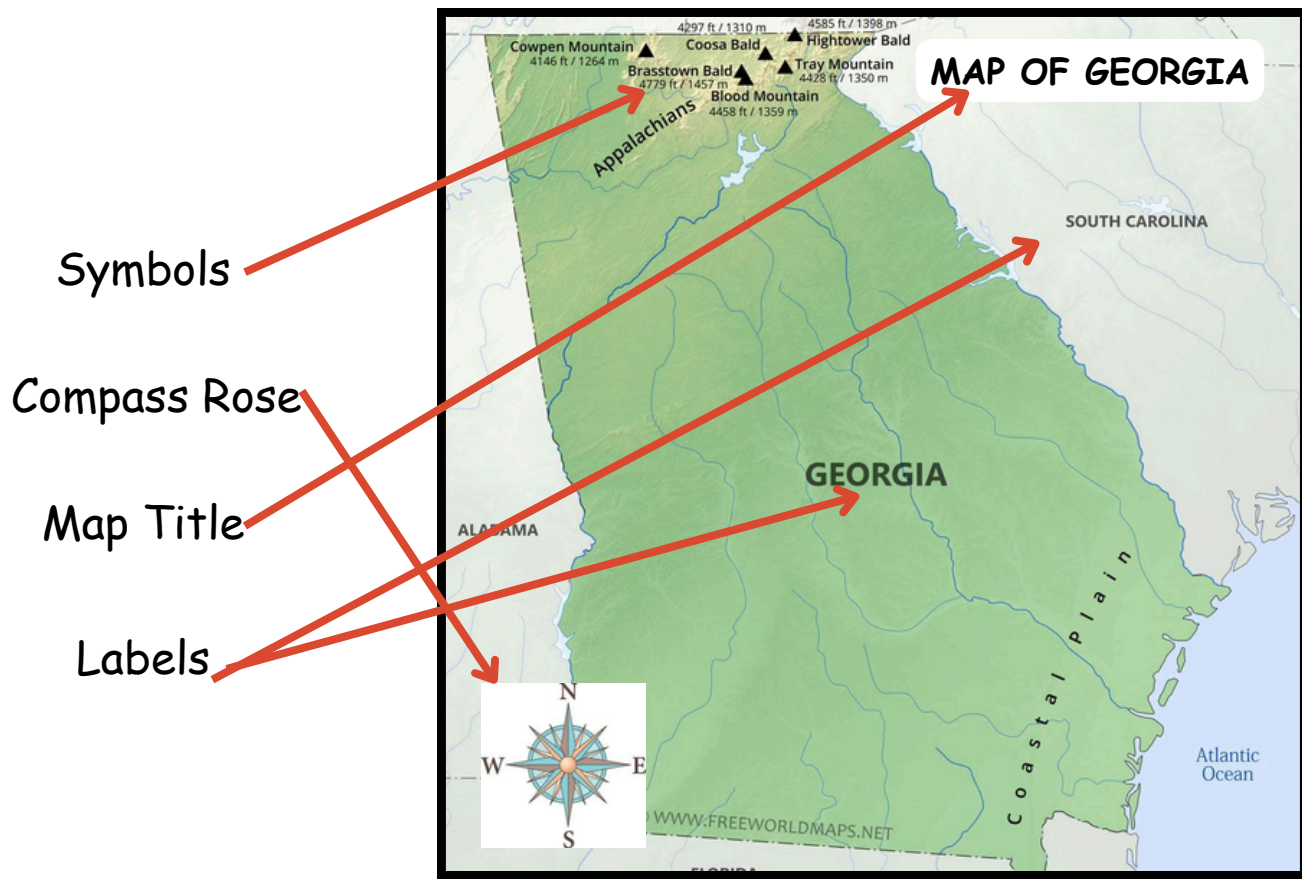 4297 ft / 1310 m
4585 ft / 1398 m
Cowpen Mountain
4146 ft / 1264 m
Coosa Bald
Hightower Bald
Brasstown Bald
4779 ft / 1457 m
Tray Mountain
4428 ft / 1350 m
Blood Mountain
4458 ft / 1359 m
Appalachians
MAP OF GEORGIA
SOUTH CAROLINA
Symbols
Compass Rose
Map Title
Labels
GEORGIA
ALABAMA
Coastal Plain
Atlantic
Ocean
N
W
E
S
WWW.FREEWORLDMAPS.NET
FLORIDA